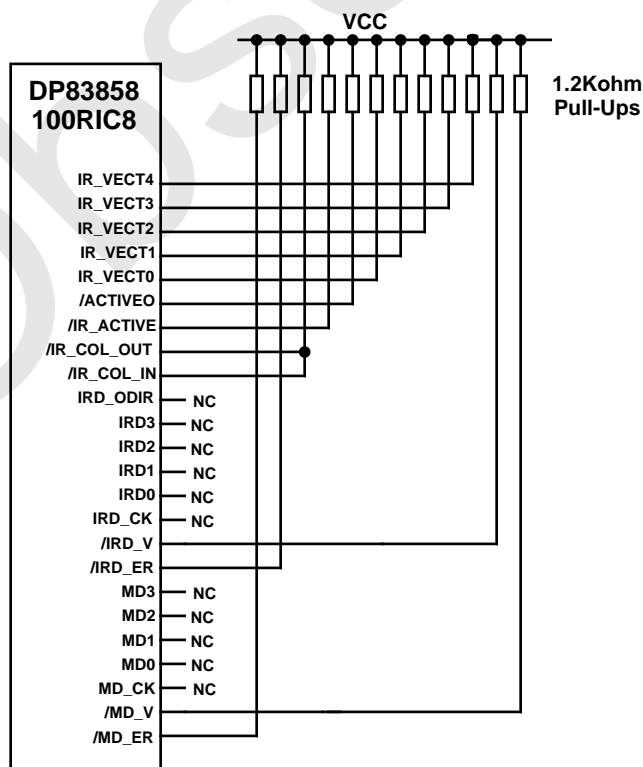 VCC
DP83858
100RIC8
1.2Kohm
Pull-Ups
IR_VECT4
IR_VECT3
IR_VECT2
IR_VECT1
IR_VECT0
/ACTIVEO
/IR_ACTIVE
/IR_COL_OUT
/IR_COL_IN
IRD_ODIR NC
IRD3 NC
IRD2 NC
IRD1 NC
IRD0 NC
IRD_CK NC
/IRD_V
/IRD_ER
MD3 NC
MD2 NC
MD1 NC
MD0 NC
MD_CK NC
/MD_V
/MD_ER